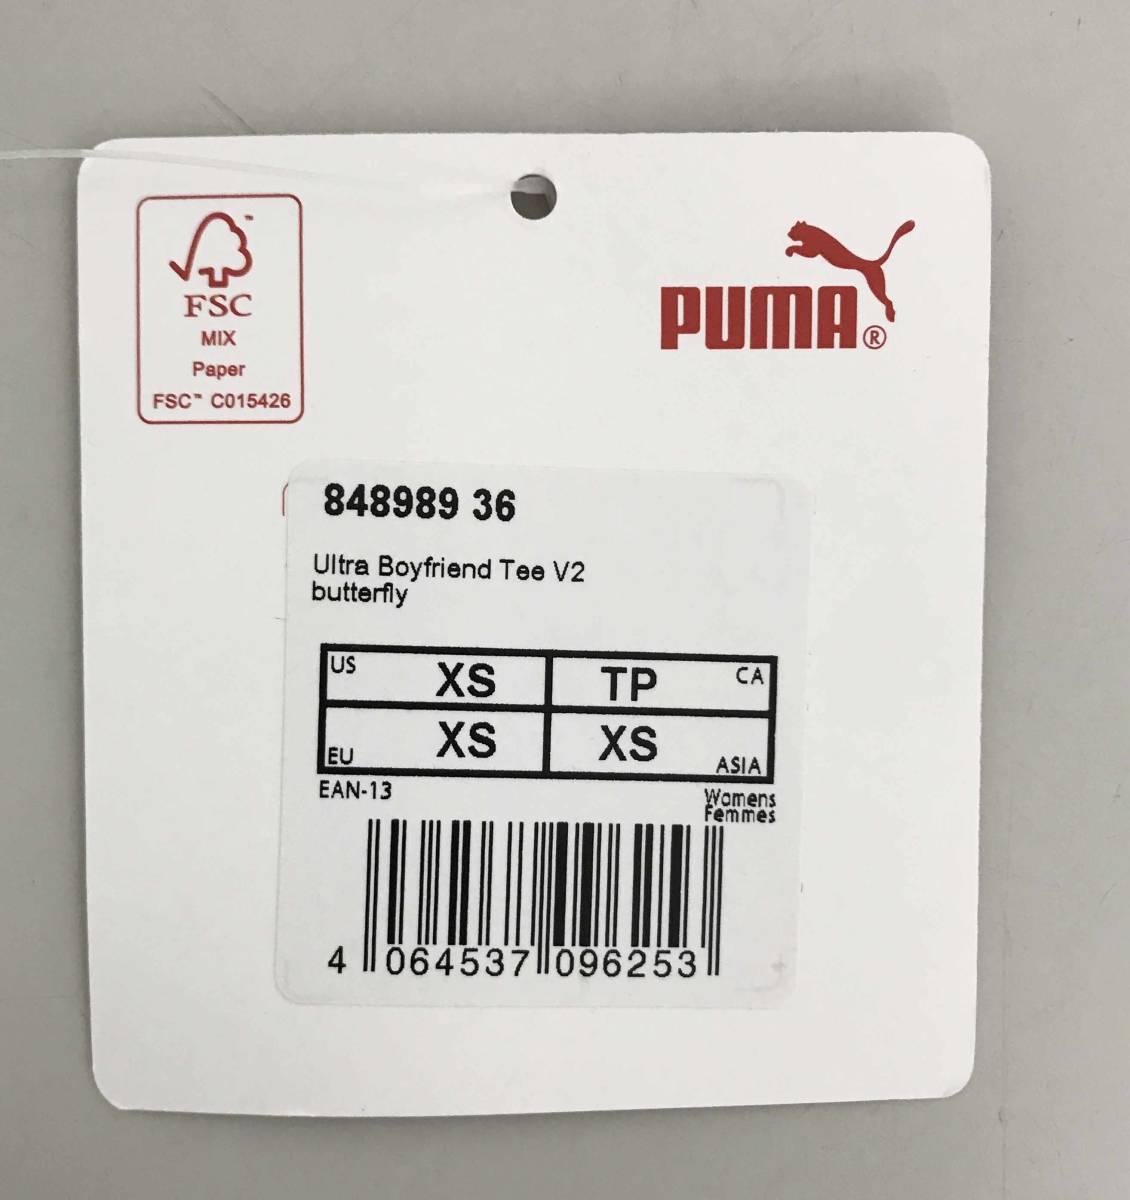 FSC
MIX
Paper
FSC™ C015426
PUMA®
848989 36
Ultra Boyfriend Tee V2
butterfly
US XS TP CA
EU XS XS ASIA
EAN-13
Womens
Femmes
4 064537 096253